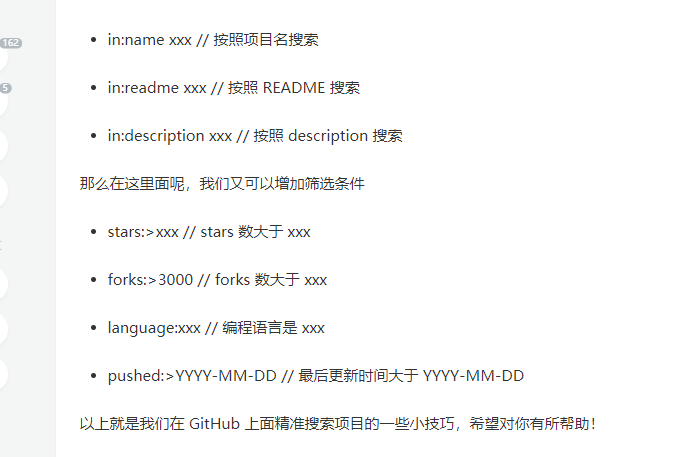 162
in:name xxx // 按照项目名搜索
5
in:readme xxx // 按照 README 搜索
in:description xxx // 按照 description 搜索
那么在这里面呢，我们又可以增加筛选条件
stars:>xxx // stars 数大于 xxx
forks:>3000 // forks 数大于 xxx
language:xxx // 编程语言是 xxx
pushed:>YYYY-MM-DD // 最后更新时间大于 YYYY-MM-DD
以上就是我们在 GitHub 上面精准搜索项目的一些小技巧，希望对你有所帮助！